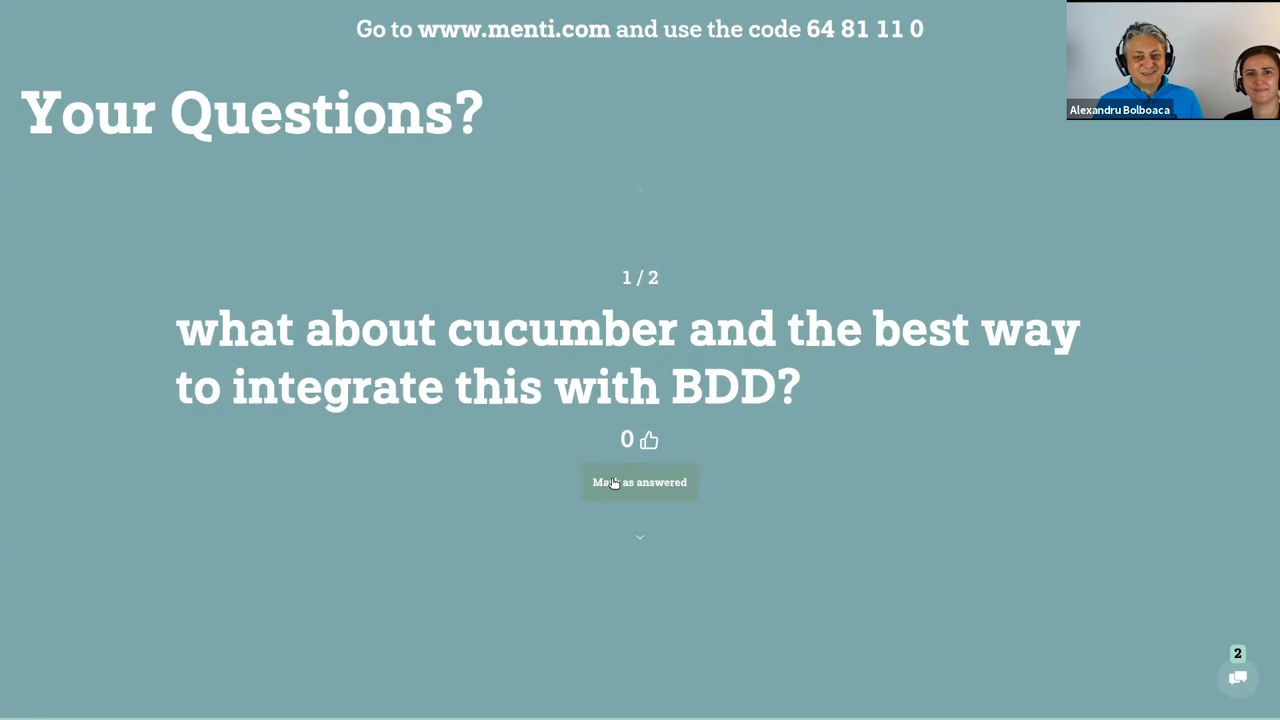 Go to www.menti.com and use the code 64 81 11 0
Your Questions?
Alexandru Bolboaca
1 / 2
what about cucumber and the best way
to integrate this with BDD?
0
Mark as answered
2